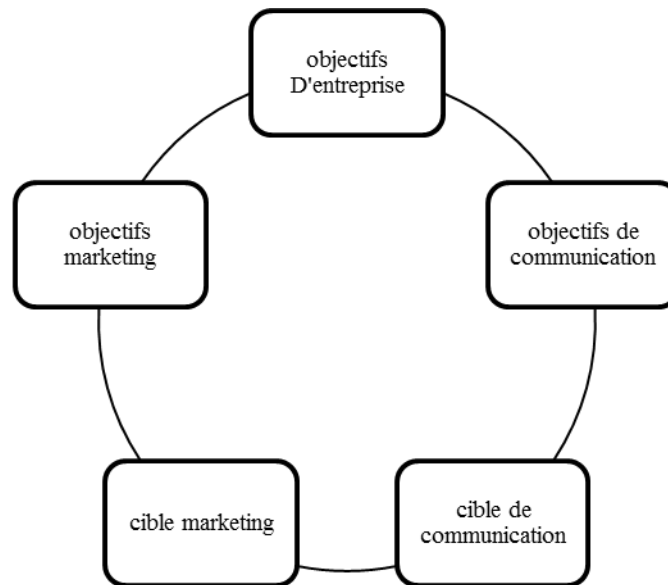 objectifs
D'entreprise
objectifs
marketing
objectifs de
communication
cible marketing
cible de
communication